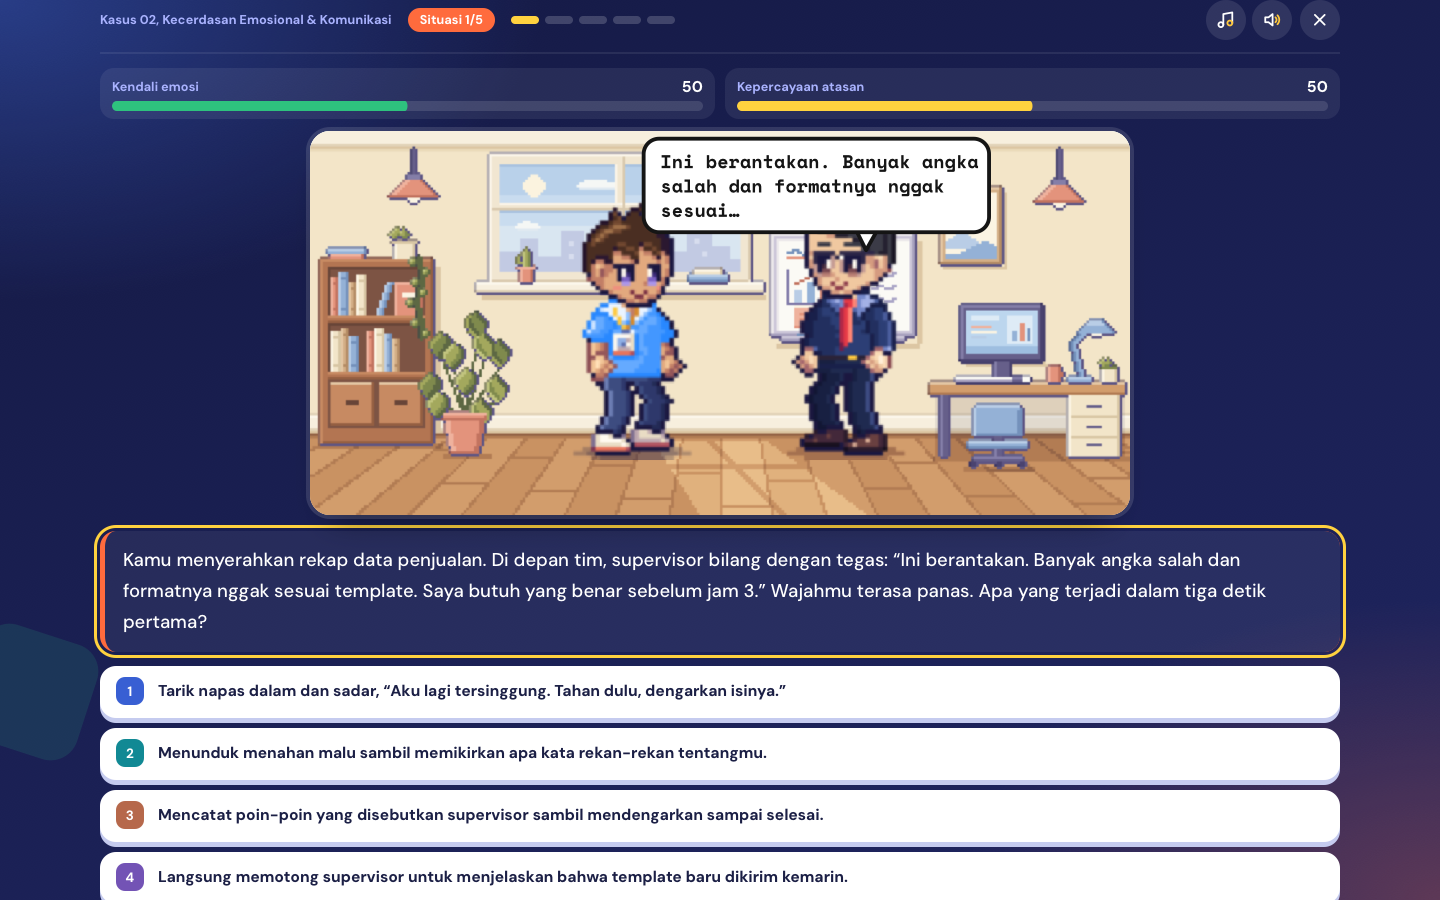 Kasus 02, Kecerdasan Emosional & Komunikasi
Situasi 1/5
Kendali emosi
50
Kepercayaan atasan
50
Ini berantakan. Banyak angka
salah dan formatnya nggak
sesuai…
Kamu menyerahkan rekap data penjualan. Di depan tim, supervisor bilang dengan tegas: “Ini berantakan. Banyak angka salah dan
formatnya nggak sesuai template. Saya butuh yang benar sebelum jam 3.” Wajahmu terasa panas. Apa yang terjadi dalam tiga detik
pertama?
1 Tarik napas dalam dan sadar, “Aku lagi tersinggung. Tahan dulu, dengarkan isinya.”
2 Menunduk menahan malu sambil memikirkan apa kata rekan-rekan tentangmu.
3 Mencatat poin-poin yang disebutkan supervisor sambil mendengarkan sampai selesai.
4 Langsung memotong supervisor untuk menjelaskan bahwa template baru dikirim kemarin.